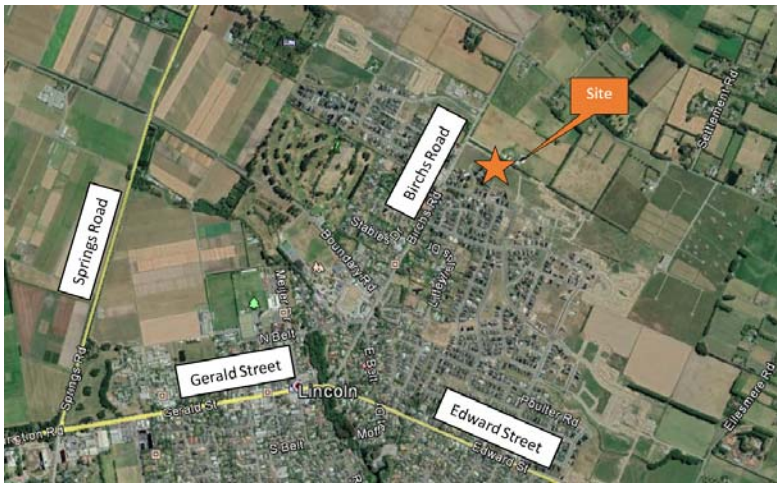 Site
Settlement Rd
Birchs Road
Birchs Rd
Stables Dr
Springs Road
Boundary Rd
Meijer Dr
N Belt
E Belt
Gerald Street
Springs Rd
Gerald St
Lincoln
Poulter Rd
Edward Street
Ellesmere Rd
S Belt
Edward St